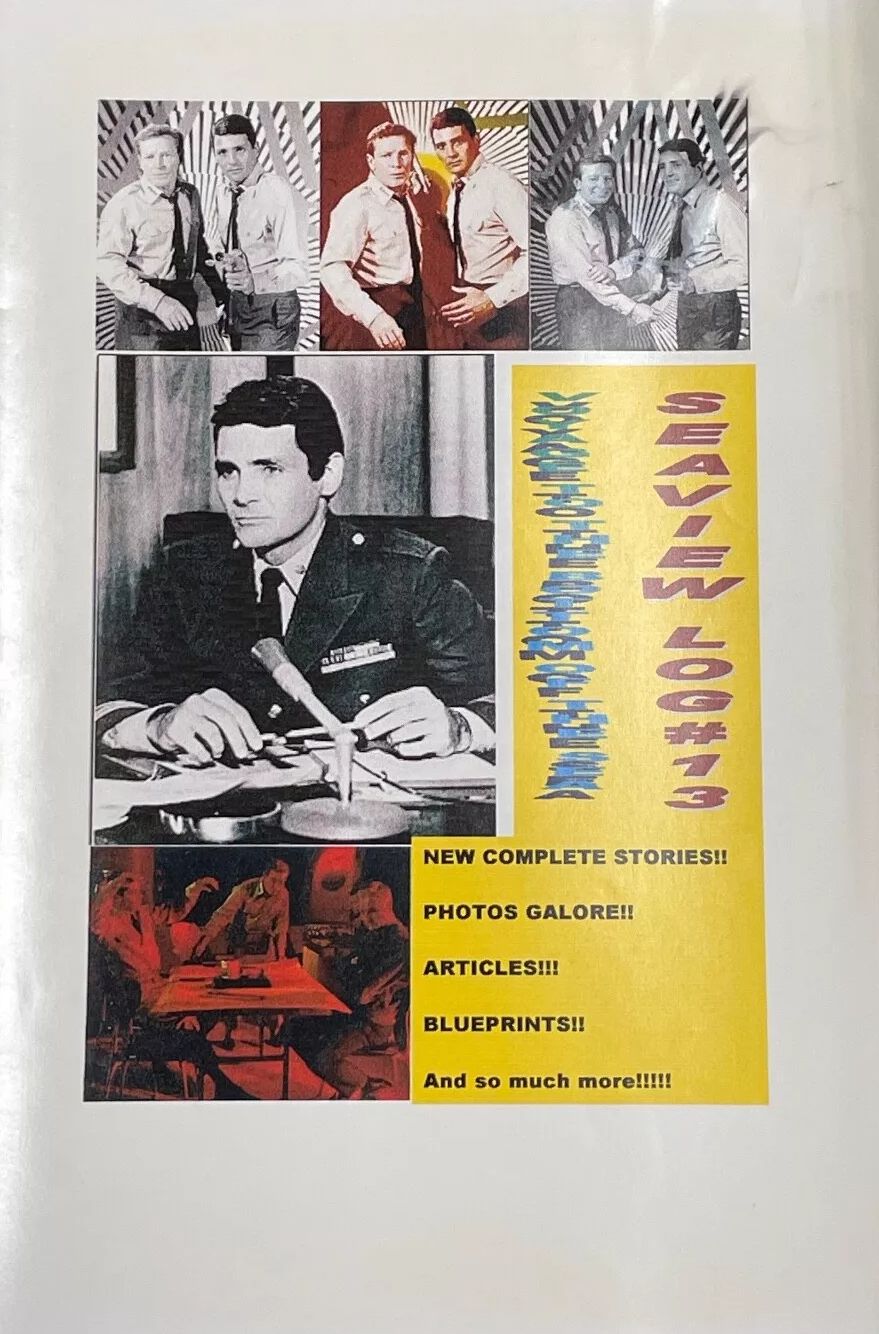 SEAVIEW LOG#13
NEW COMPLETE STORIES!!
PHOTOS GALORE!!
ARTICLES!!!
BLUEPRINTS!!
And so much more!!!!!